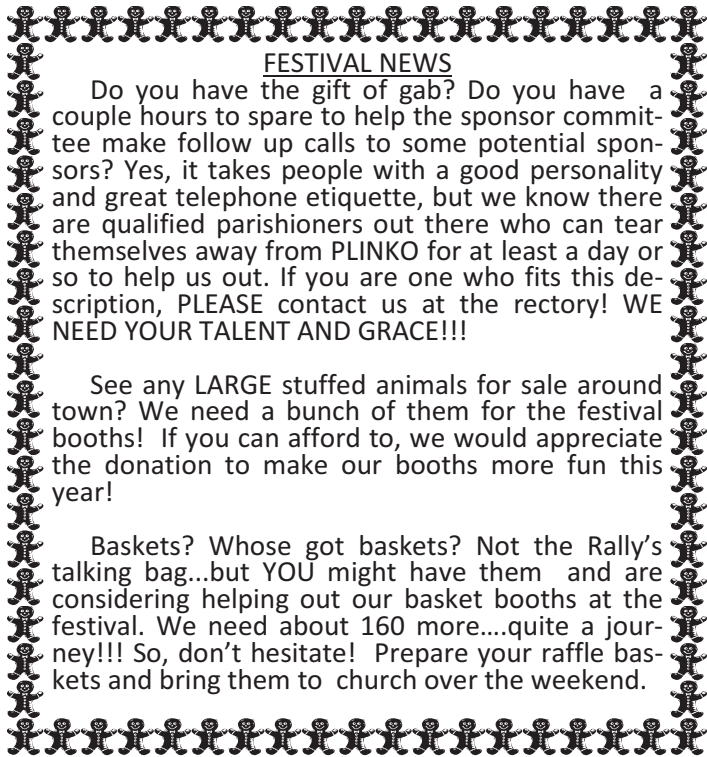 FESTIVAL NEWS
Do you have the gift of gab? Do you have a
couple hours to spare to help the sponsor commit-
tee make follow up calls to some potential spon-
sors? Yes, it takes people with a good personality
and great telephone etiquette, but we know there
are qualified parishioners out there who can tear
themselves away from PLINKO for at least a day or
so to help us out. If you are one who fits this de-
scription, PLEASE contact us at the rectory! WE
NEED YOUR TALENT AND GRACE!!!
See any LARGE stuffed animals for sale around
town? We need a bunch of them for the festival
booths! If you can afford to, we would appreciate
the donation to make our booths more fun this
year!
Baskets? Whose got baskets? Not the Rally's
talking bag...but YOU might have them and are
considering helping out our basket booths at the
festival. We need about 160 more....quite a jour-
ney!!! So, don't hesitate! Prepare your raffle bas-
kets and bring them to church over the weekend.